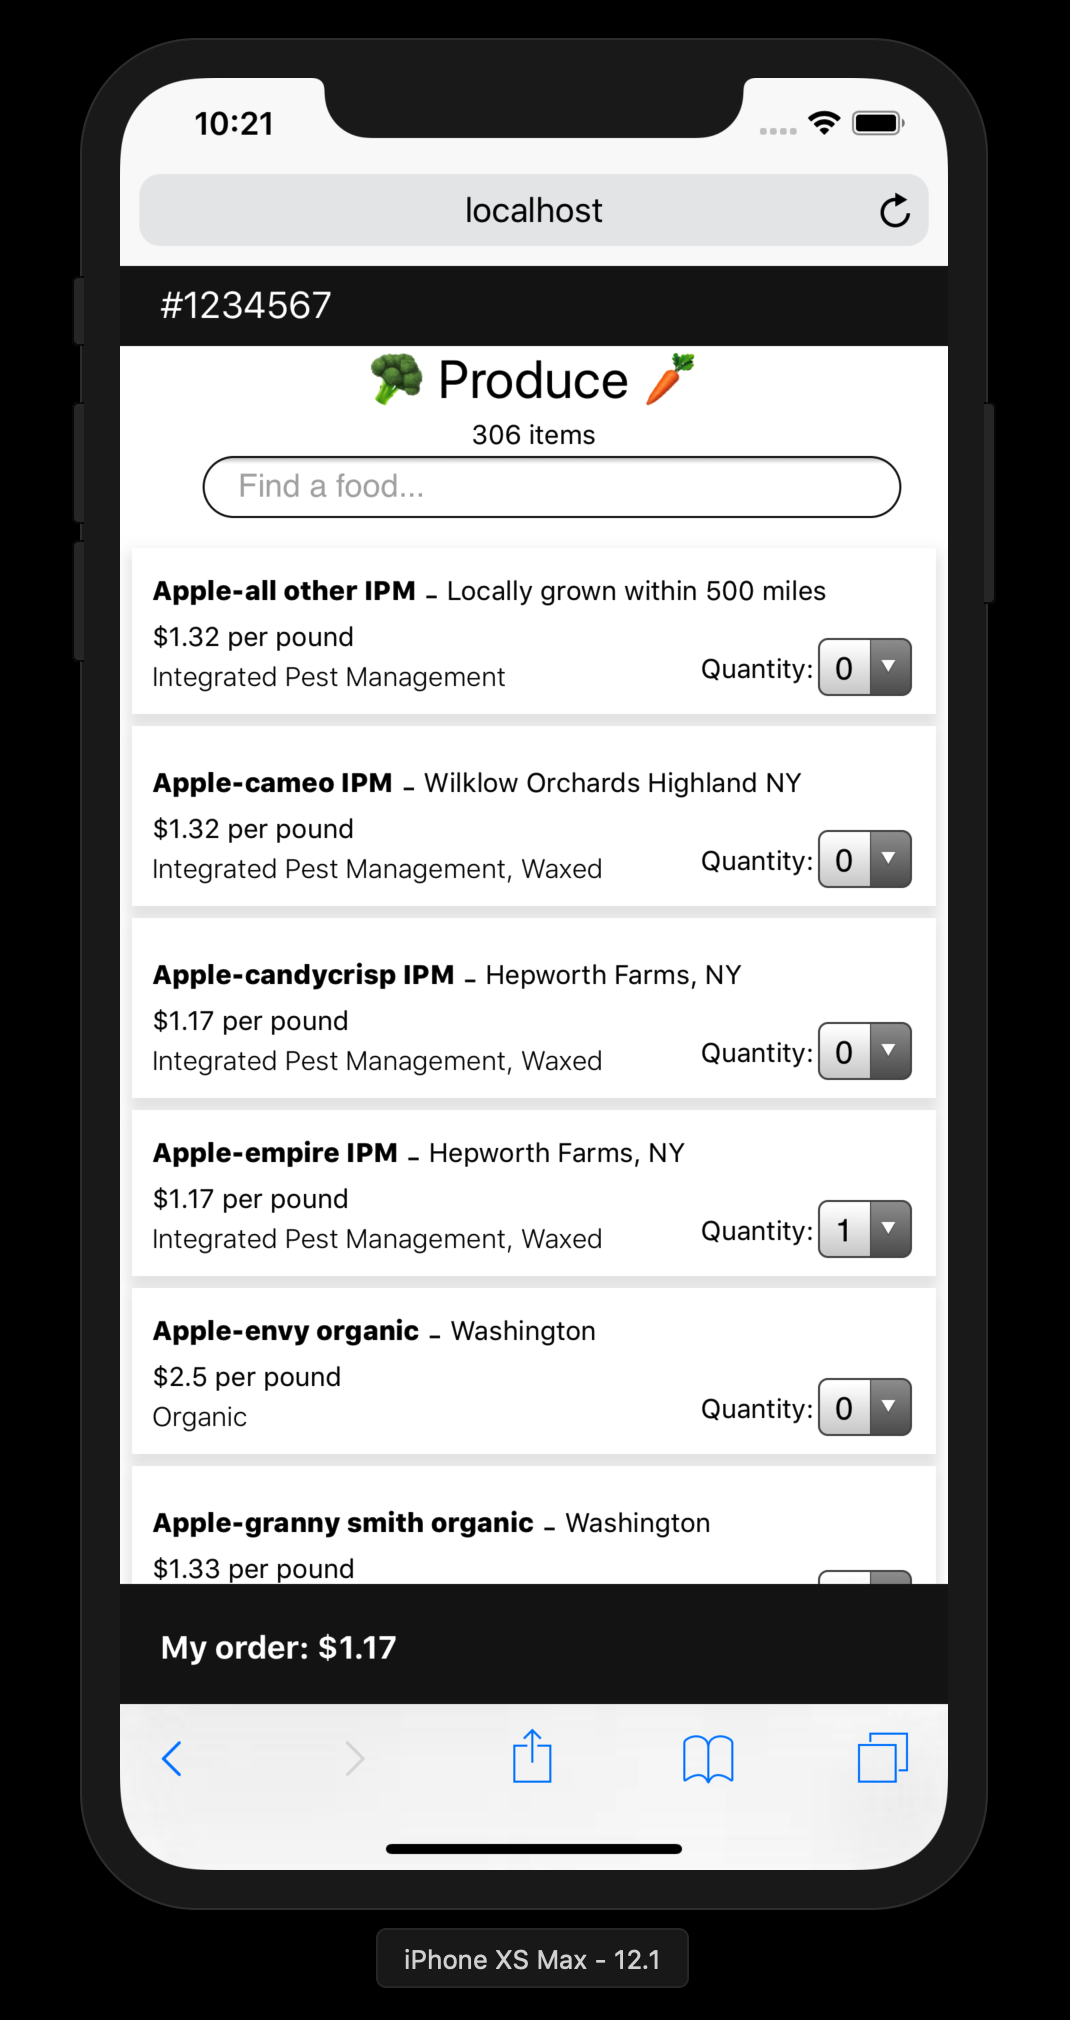 10:21
localhost
#1234567
🥦 Produce 🥕
306 items
Find a food...
Apple-all other IPM - Locally grown within 500 miles
$1.32 per pound
Integrated Pest Management
Quantity: 0
Apple-cameo IPM - Wilklow Orchards Highland NY
$1.32 per pound
Integrated Pest Management, Waxed
Quantity: 0
Apple-candycrisp IPM - Hepworth Farms, NY
$1.17 per pound
Integrated Pest Management, Waxed
Quantity: 0
Apple-empire IPM - Hepworth Farms, NY
$1.17 per pound
Integrated Pest Management, Waxed
Quantity: 1
Apple-envy organic - Washington
$2.5 per pound
Organic
Quantity: 0
Apple-granny smith organic - Washington
$1.33 per pound
My order: $1.17
iPhone XS Max - 12.1